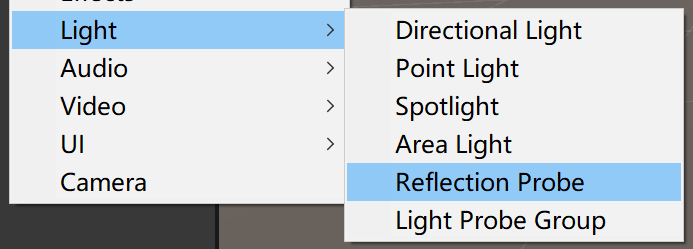 Effects
Light
Audio
Video
UI
Camera
Directional Light
Point Light
Spotlight
Area Light
Reflection Probe
Light Probe Group